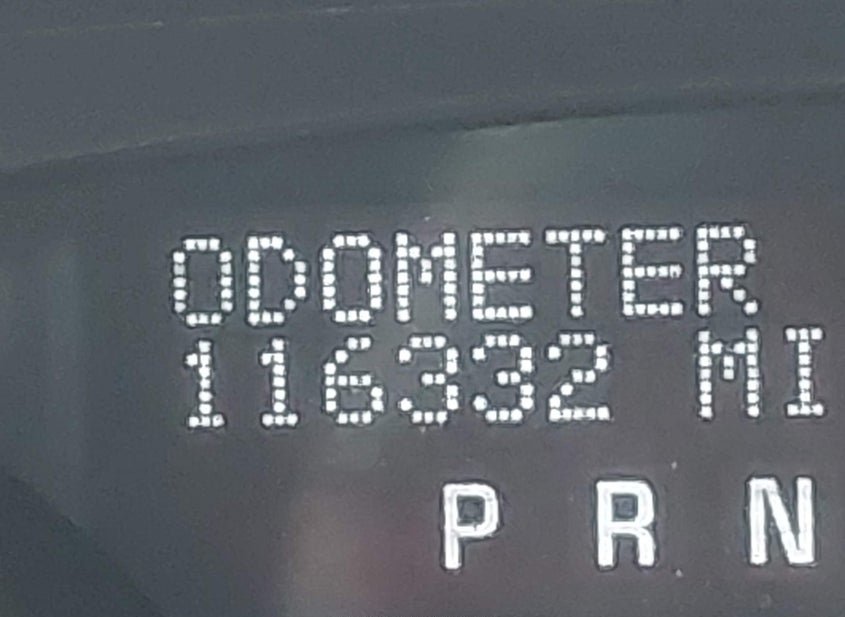 ODOMETER
116332 MI
P R N